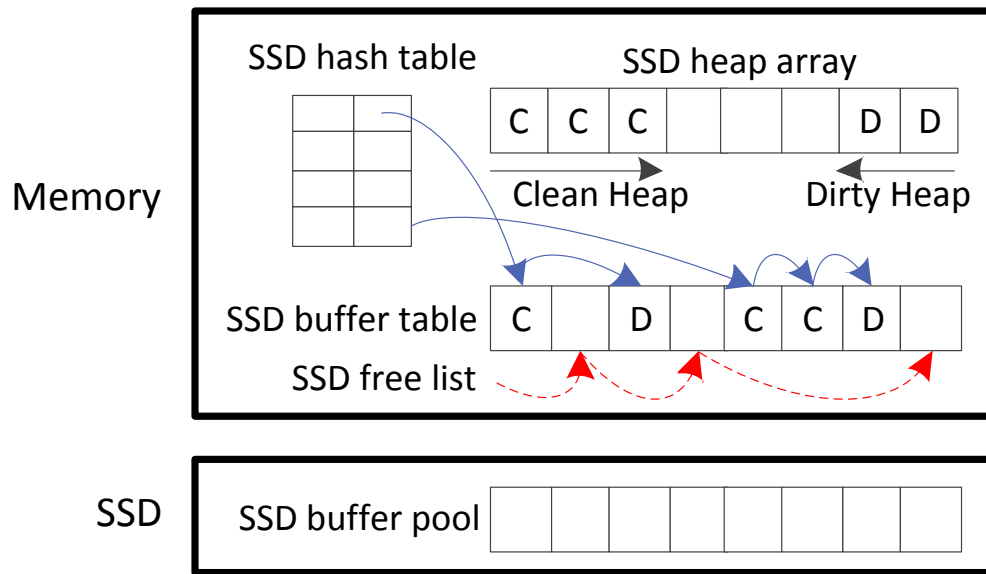 SSD hash table
SSD heap array
C C C D D
Clean Heap
Dirty Heap
Memory
SSD buffer table
C D C C D
SSD free list
SSD
SSD buffer pool